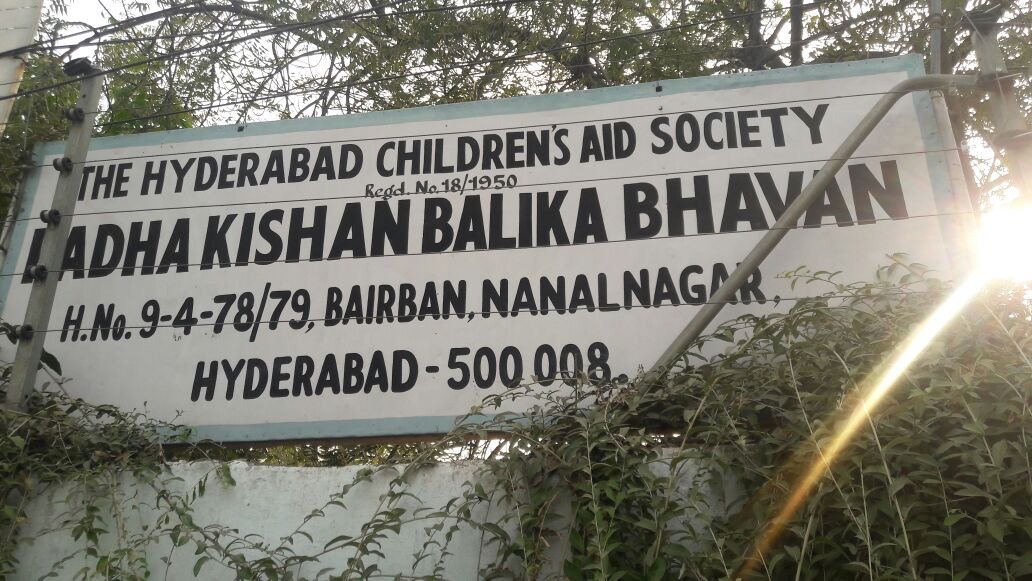 THE HYDERABAD CHILDREN'S AID SOCIETY
Regd. No. 18/1950
RADHA KISHAN BALIKA BHAVAN
H.No. 9-4-78/79, BAIRBAN, NANALNAGAR,
HYDERABAD - 500 008.